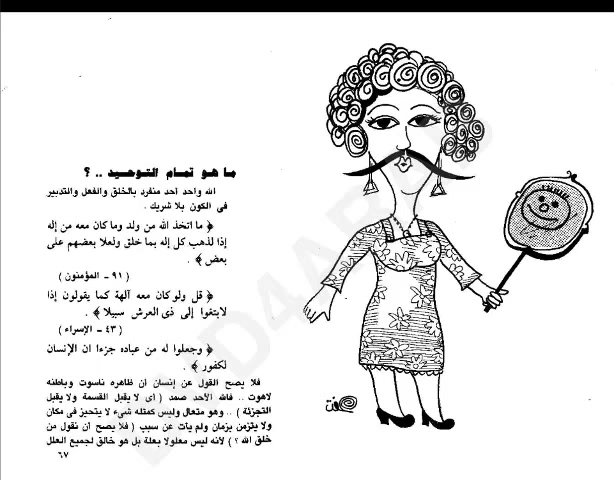 ما هو تمام التوحيد .. ؟
الله واحد أحد منفرد بالخلق والفعل والتدبير
فى الكون بلا شريك .
﴿ ما اتخذ الله من ولد وما كان معه من إله
إذا لذهب كل إله بما خلق ولعلا بعضهم على
بعض ﴾ .
( ٩١ - المؤمنون )
﴿ قل ولو كان معه آلهة كما يقولون إذا
لابتغوا إلى ذى العرش سبيلا ﴾ .
( ٤٣ - الإسراء )
﴿ وجعلوا له من عباده جزءا ان الإنسان
لكفور ﴾ .
فلا يصح القول عن إنسان أن ظاهره ناسوت وباطنه
لاهوت .. فالله الأحد صمد ( أى لا يقبل القسمة ولا يقبل
التجزئة ) .. وهو متعال وليس كمثله شىء لا يتحيز فى مكان
ولا يتزمن بزمان ولم يأت عن سبب ( فلا يصح أن نقول من
خلق الله ؟ ) لأنه ليس معلولا بعلة بل هو خالق لجميع العلل
٦٧